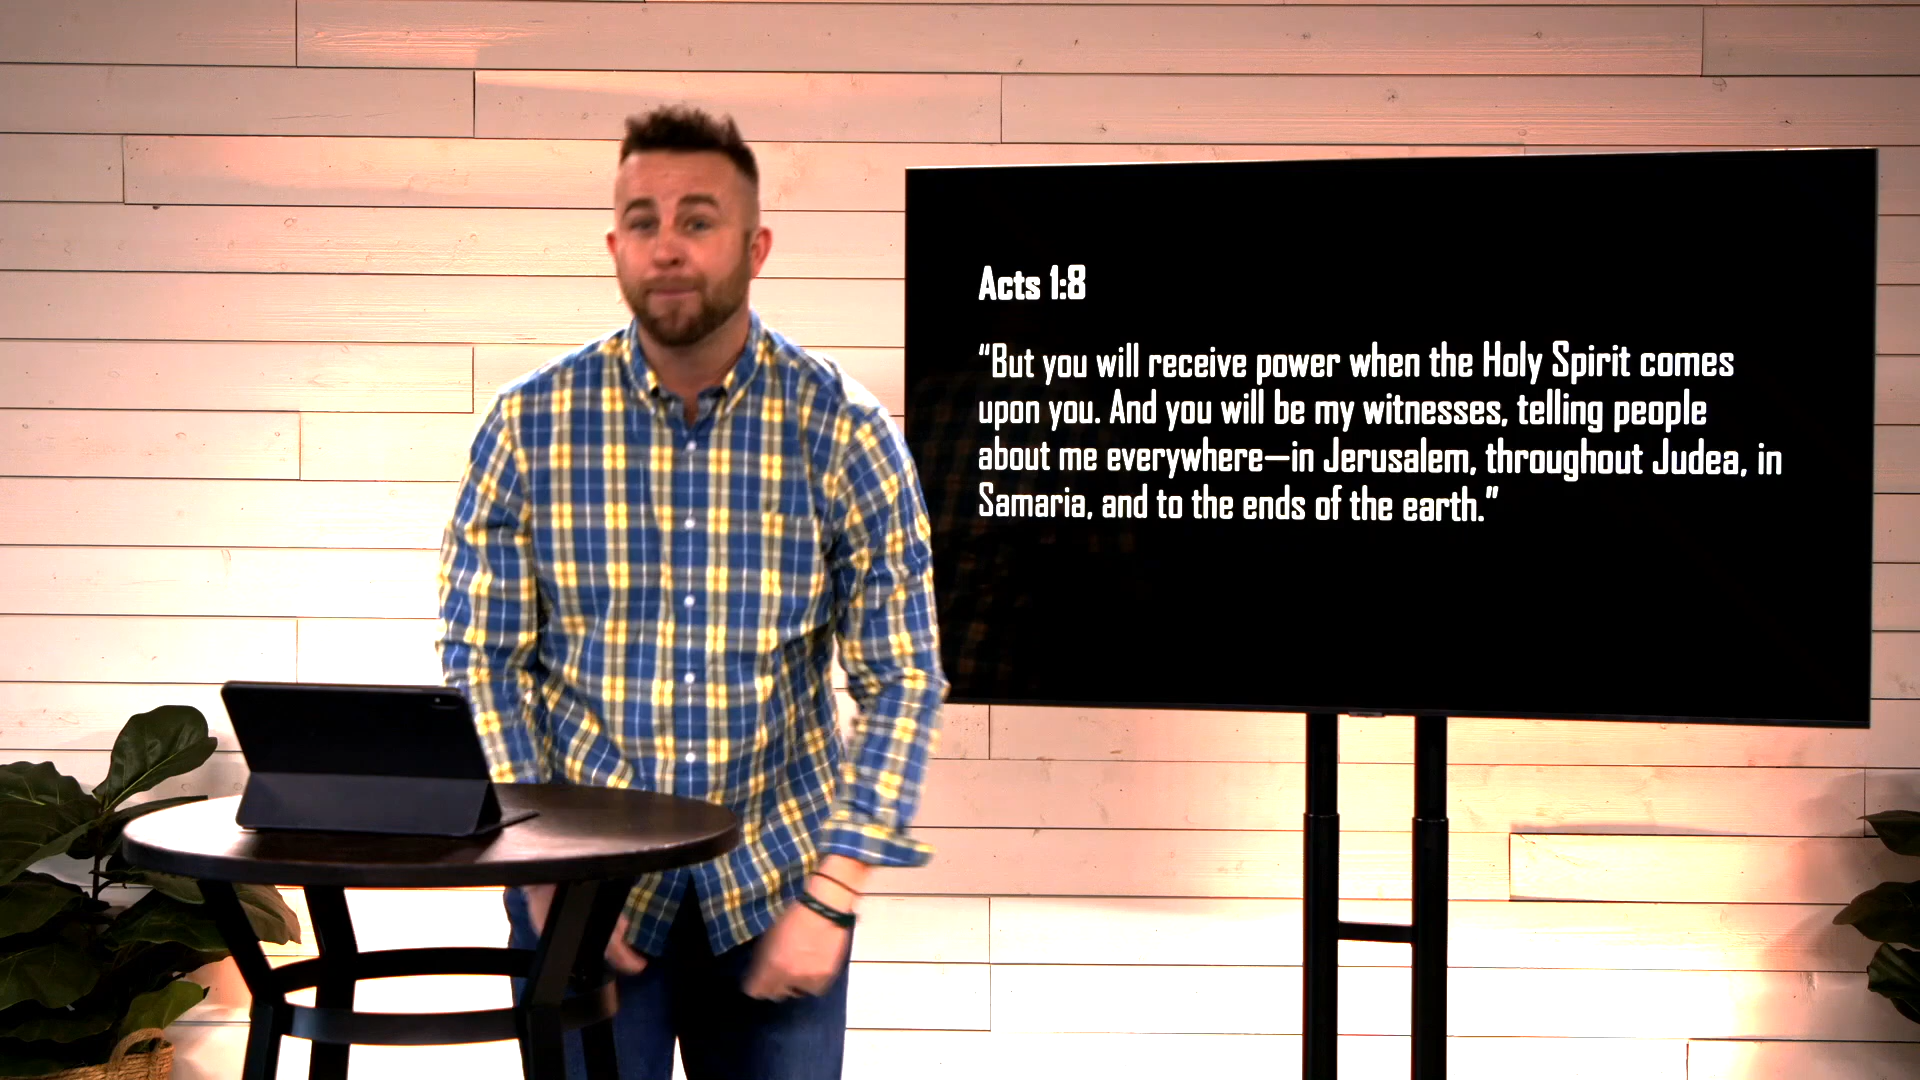 Acts 1:8
“But you will receive power when the Holy Spirit comes
upon you. And you will be my witnesses, telling people
about me everywhere—in Jerusalem, throughout Judea, in
Samaria, and to the ends of the earth.”